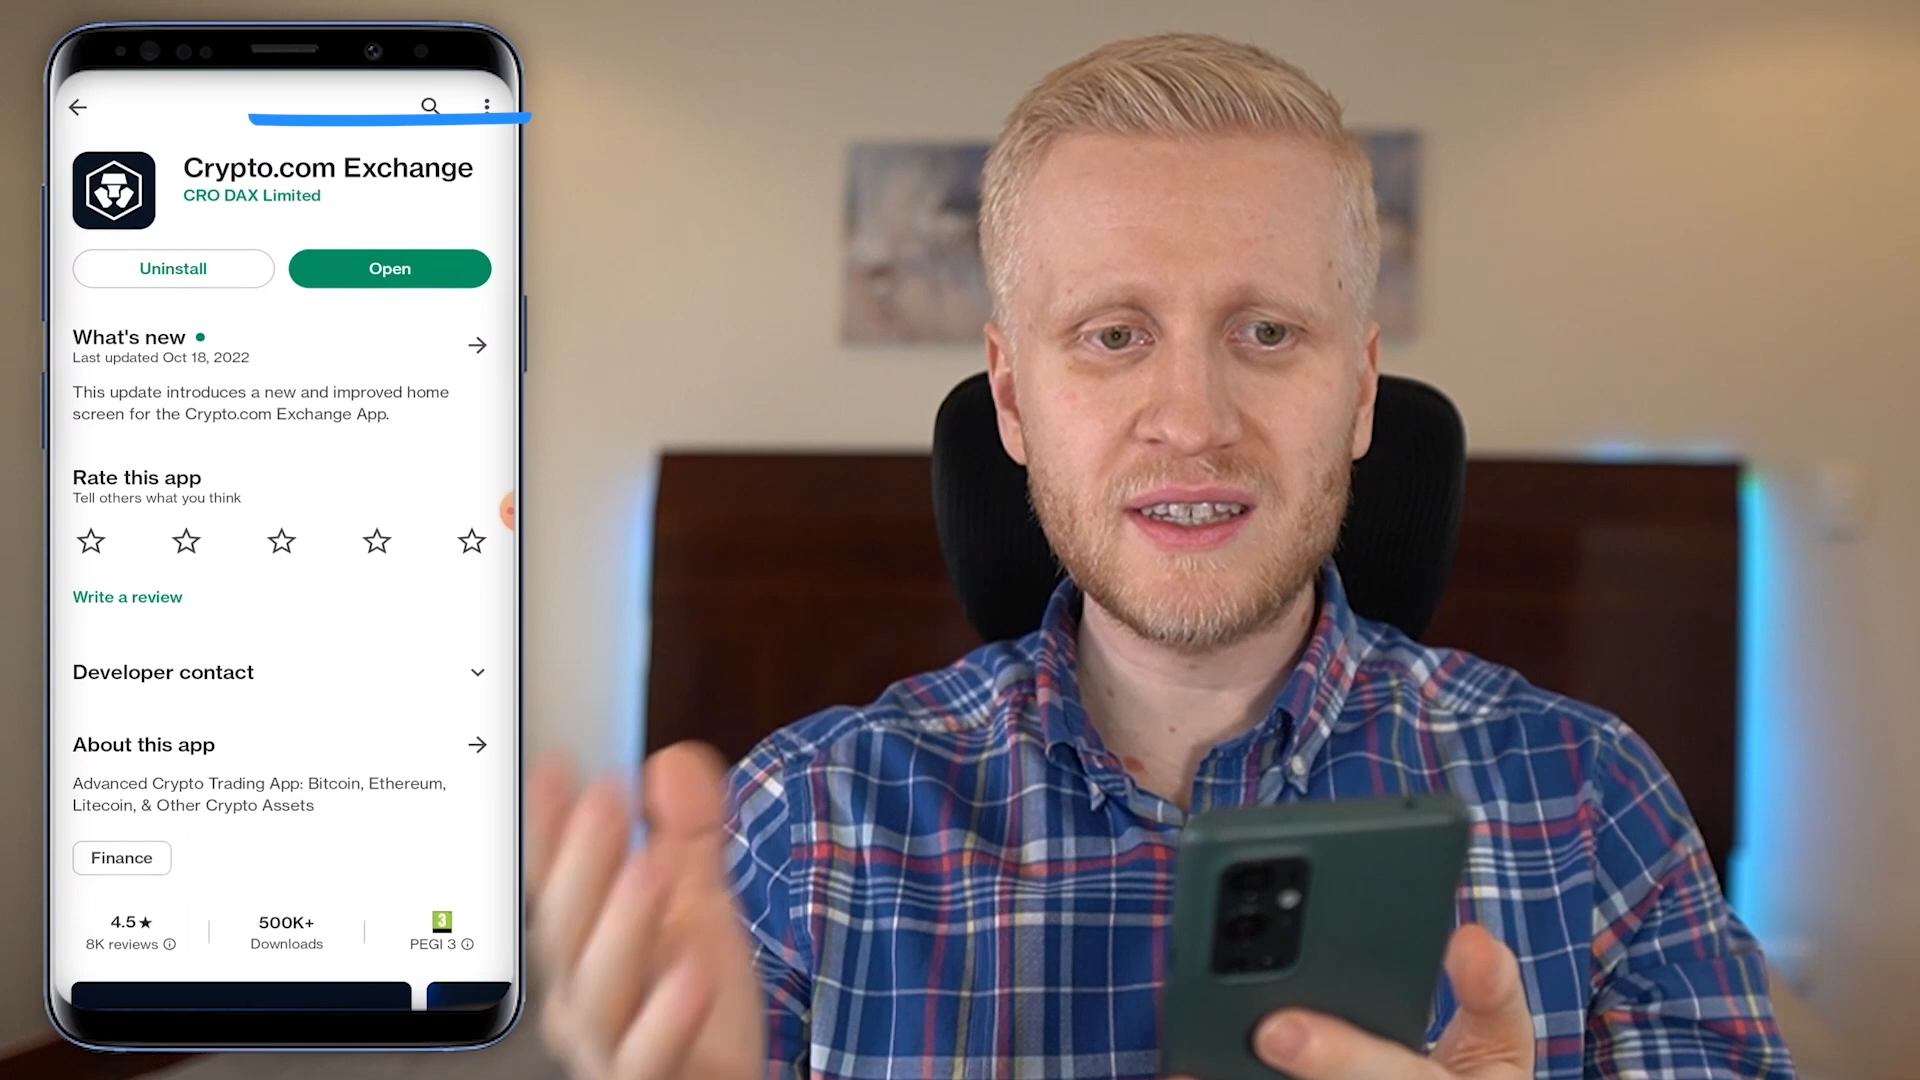 Crypto.com Exchange
CRO DAX Limited
Uninstall
Open
What's new
Last updated Oct 18, 2022
This update introduces a new and improved home
screen for the Crypto.com Exchange App.
Rate this app
Tell others what you think
Write a review
Developer contact
About this app
Advanced Crypto Trading App: Bitcoin, Ethereum,
Litecoin, & Other Crypto Assets
Finance
4.5★
8K reviews
500K+
Downloads
3
PEGI 3